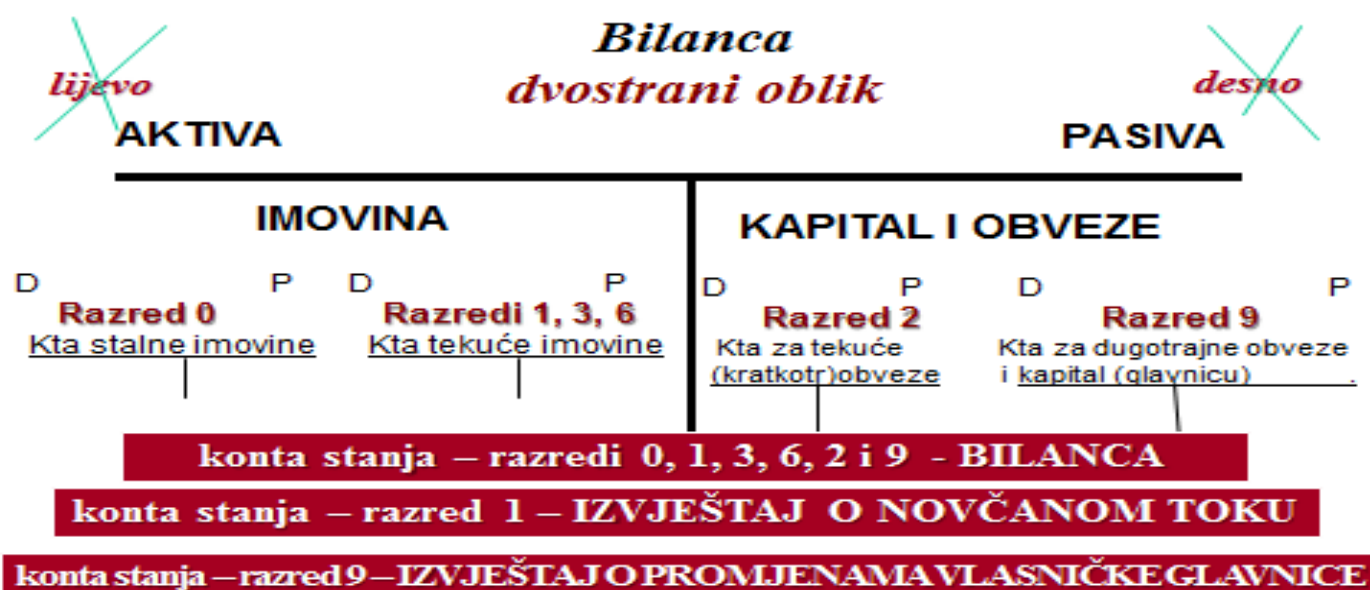 Bilanca
lijevo dvostrani oblik desno
AKTIVA PASIVA
IMOVINA KAPITAL I OBVEZE
D P D P D P D P
Razred 0 Razredi 1, 3, 6 Razred 2 Razred 9
Kta stalne imovine Kta tekuće imovine Kta za tekuće Kta za dugotrajne obveze
(kratkotr)obveze i kapital (glavnicu) .
konta stanja – razredi 0, 1, 3, 6, 2 i 9 - BILANCA
konta stanja – razred 1 – IZVJEŠTAJ O NOVČANOM TOKU
konta stanja – razred 9 – IZVJEŠTAJ O PROMJENAMA VLASNIČKE GLAVNICE